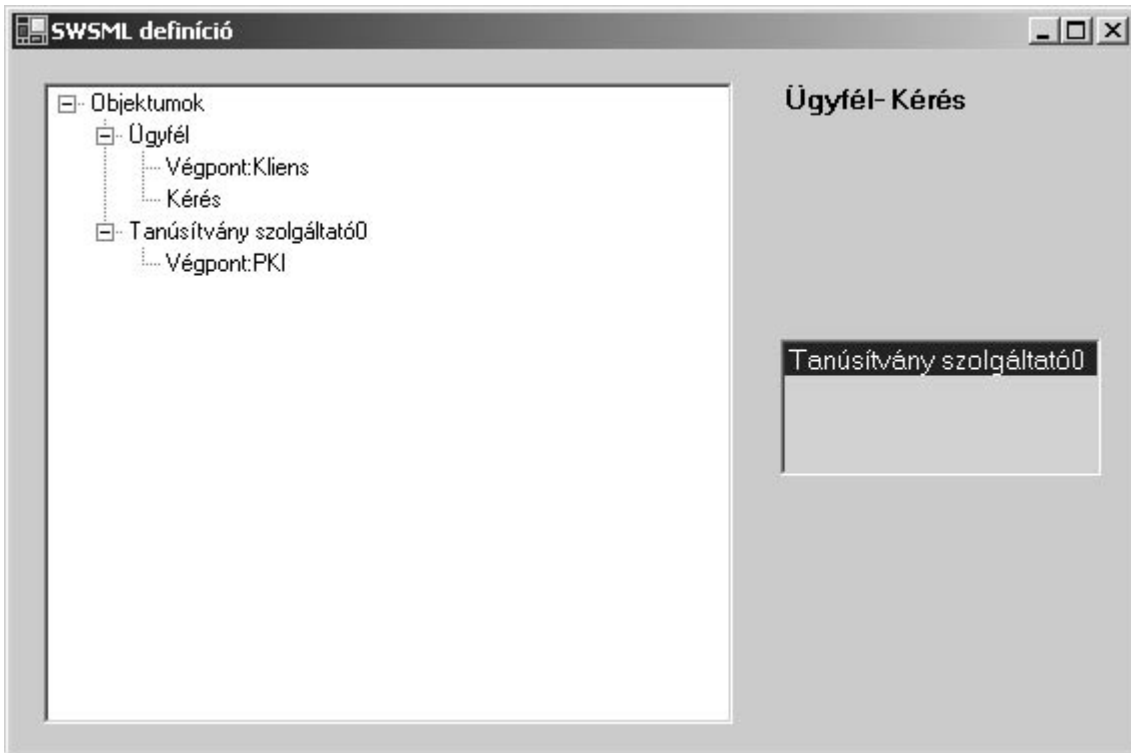 SWSML definíció
Objektumok
Ügyfél
Végpont:Kliens
Kérés
Tanúsítvány szolgáltató0
Végpont:PKI
Ügyfél- Kérés
Tanúsítvány szolgáltató0